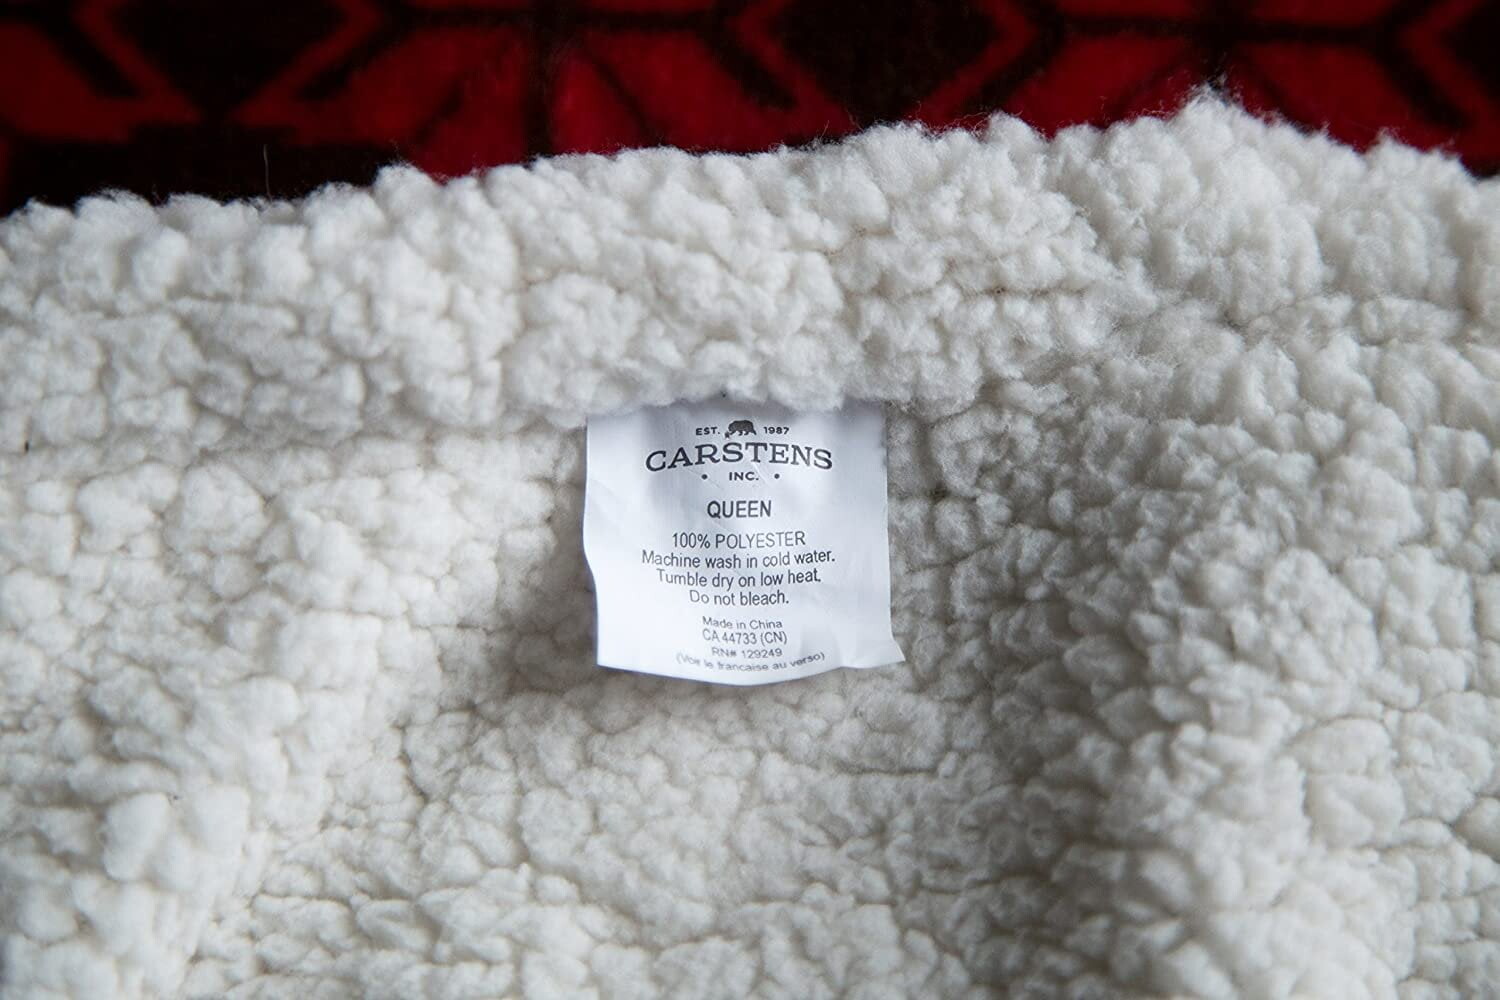 EST. 1987
CARSTENS
• INC. •
QUEEN
100% POLYESTER
Machine wash in cold water.
Tumble dry on low heat.
Do not bleach.
Made in China
CA 44733 (CN)
RN# 129249
(Voir le francaise au verso)